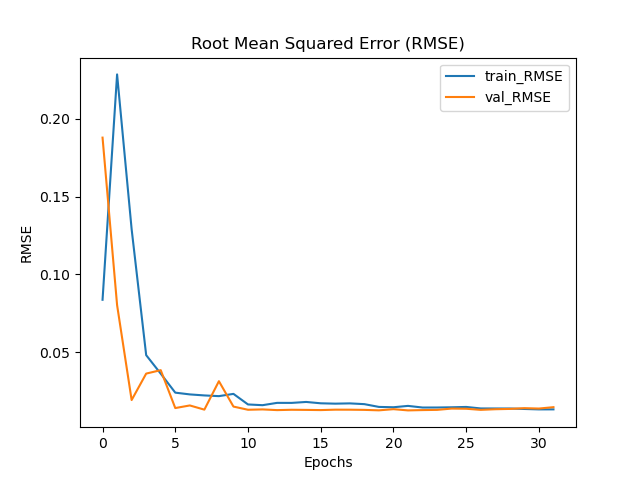 Root Mean Squared Error (RMSE)
train_RMSE
val_RMSE
0.20
0.15
0.10
0.05
RMSE
0 5 10 15 20 25 30
Epochs